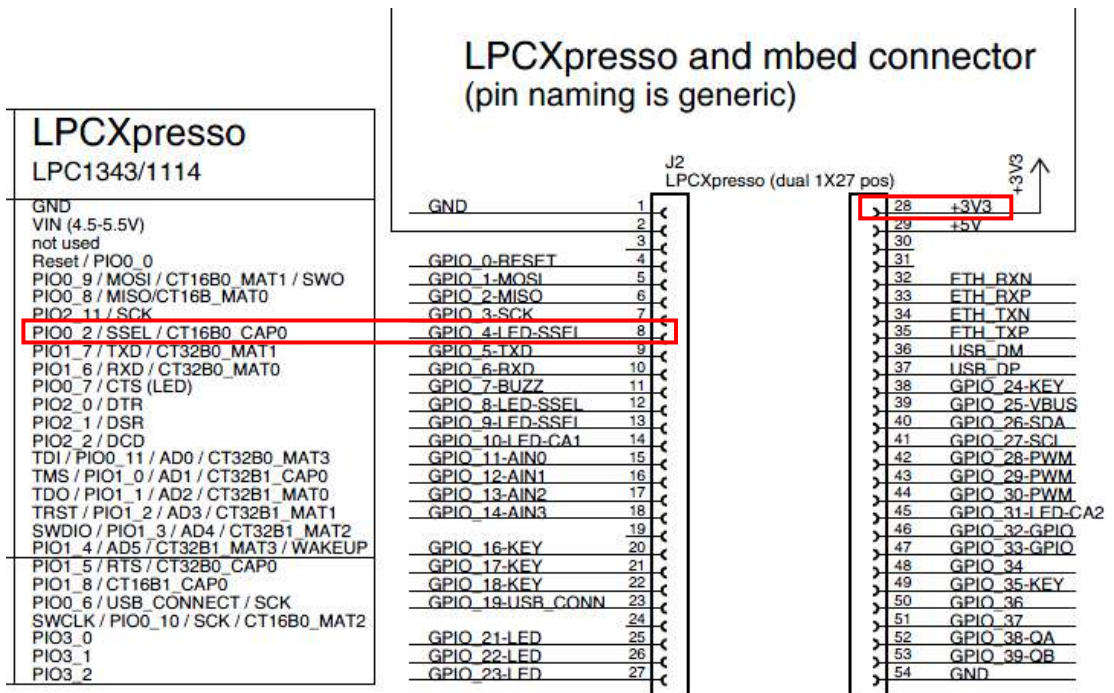 LPCXpresso and mbed connector
(pin naming is generic)
LPCXpresso
LPC1343/1114
J2
LPCXpresso (dual 1X27 pos)
+3V3
GND
VIN (4.5-5.5V)
not used
Reset / PIO0_0
PIO0_9 / MOSI / CT16B0_MAT1 / SWO
PIO0_8 / MISO/CT16B_MAT0
PIO2_11 / SCK
PIO0_2 / SSEL / CT16B0_CAP0
PIO1_7 / TXD / CT32B0_MAT1
PIO1_6 / RXD / CT32B0_MAT0
PIO0_7 / CTS (LED)
PIO2_0 / DTR
PIO2_1 / DSR
PIO2_2 / DCD
TDI / PIO0_11 / AD0 / CT32B0_MAT3
TMS / PIO1_0 / AD1 / CT32B1_CAP0
TDO / PIO1_1 / AD2 / CT32B1_MAT0
TRST / PIO1_2 / AD3 / CT32B1_MAT1
SWDIO / PIO1_3 / AD4 / CT32B1_MAT2
PIO1_4 / AD5 / CT32B1_MAT3 / WAKEUP
PIO1_5 / RTS / CT32B0_CAP0
PIO1_8 / CT16B1_CAP0
PIO0_6 / USB_CONNECT / SCK
SWCLK / PIO0_10 / SCK / CT16B0_MAT2
PIO3_0
PIO3_1
PIO3_2
GND 1
2
3
GPIO_0-RESET 4
GPIO_1-MOSI 5
GPIO_2-MISO 6
GPIO_3-SCK 7
GPIO_4-LED-SSEL 8
GPIO_5-TXD 9
GPIO_6-RXD 10
GPIO_7-BUZZ 11
GPIO_8-LED-SSEL 12
GPIO_9-LED-SSEL 13
GPIO_10-LED-CA1 14
GPIO_11-AIN0 15
GPIO_12-AIN1 16
GPIO_13-AIN2 17
GPIO_14-AIN3 18
19
GPIO_16-KEY 20
GPIO_17-KEY 21
GPIO_18-KEY 22
GPIO_19-USB_CONN 23
24
GPIO_21-LED 25
GPIO_22-LED 26
GPIO_23-LED 27
28 +3V3
29 +5V
30
31
32 ETH_RXN
33 ETH_RXP
34 ETH_TXN
35 ETH_TXP
36 USB_DM
37 USB_DP
38 GPIO_24-KEY
39 GPIO_25-VBUS
40 GPIO_26-SDA
41 GPIO_27-SCL
42 GPIO_28-PWM
43 GPIO_29-PWM
44 GPIO_30-PWM
45 GPIO_31-LED-CA2
46 GPIO_32-GPIO
47 GPIO_33-GPIO
48 GPIO_34
49 GPIO_35-KEY
50 GPIO_36
51 GPIO_37
52 GPIO_38-QA
53 GPIO_39-QB
54 GND